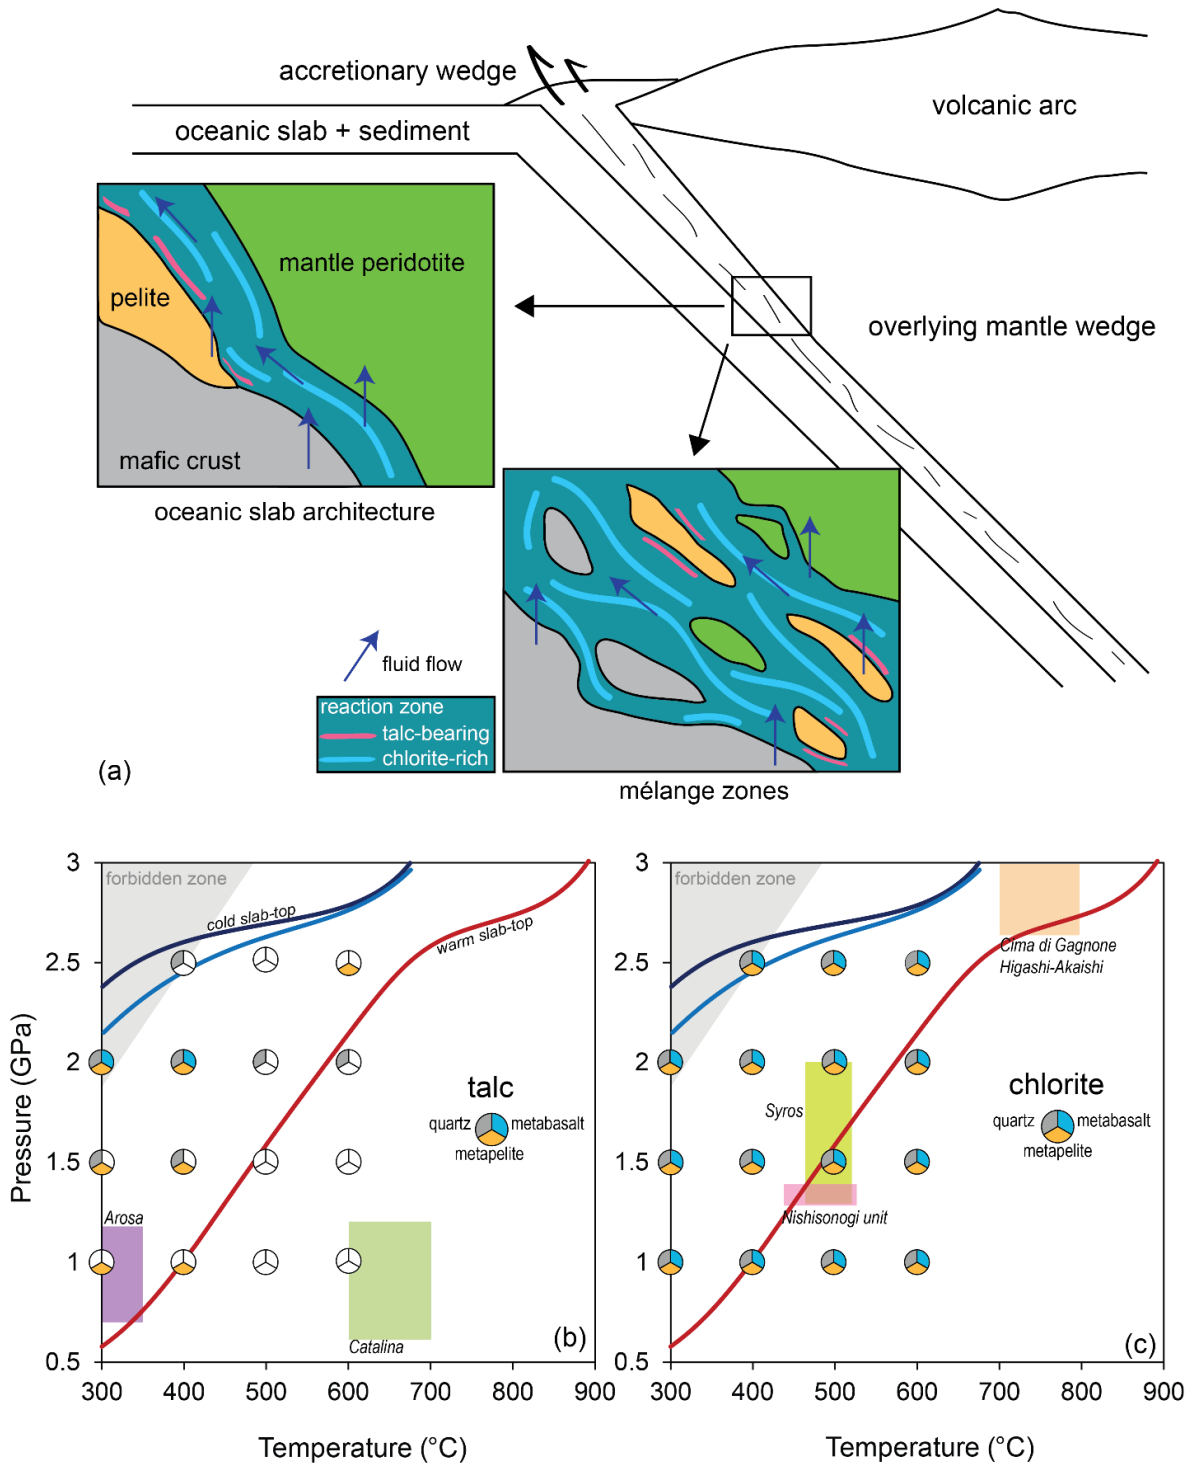 accretionary wedge
volcanic arc
oceanic slab + sediment
mantle peridotite
pelite
overlying mantle wedge
mafic crust
oceanic slab architecture
fluid flow
reaction zone
talc-bearing
chlorite-rich
(a)
mélange zones
3
2.5
2
1.5
1
0.5
Pressure (GPa)
forbidden zone
cold slab-top
warm slab-top
talc
quartz
metabasalt
metapelite
Arosa
Catalina
(b)
300 400 500 600 700 800 900
Temperature (°C)
3
2.5
2
1.5
1
0.5
forbidden zone
Cima di Gagnone
Higashi-Akaishi
chlorite
Syros
quartz
metabasalt
metapelite
Nishisonogi unit
(c)
300 400 500 600 700 800 900
Temperature (°C)